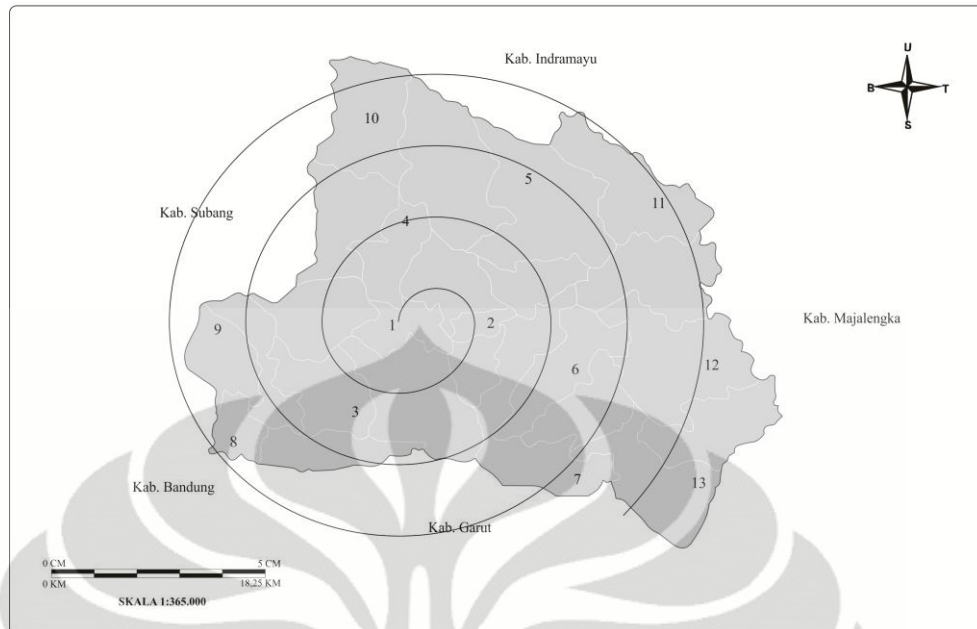 Kab. Indramayu
U
B
T
S
10
5
11
Kab. Subang
4
9
1
2
Kab. Majalengka
12
6
3
8
7
13
Kab. Bandung
Kab. Garut
0 CM
5 CM
0 KM
18,25 KM
SKALA 1:365.000